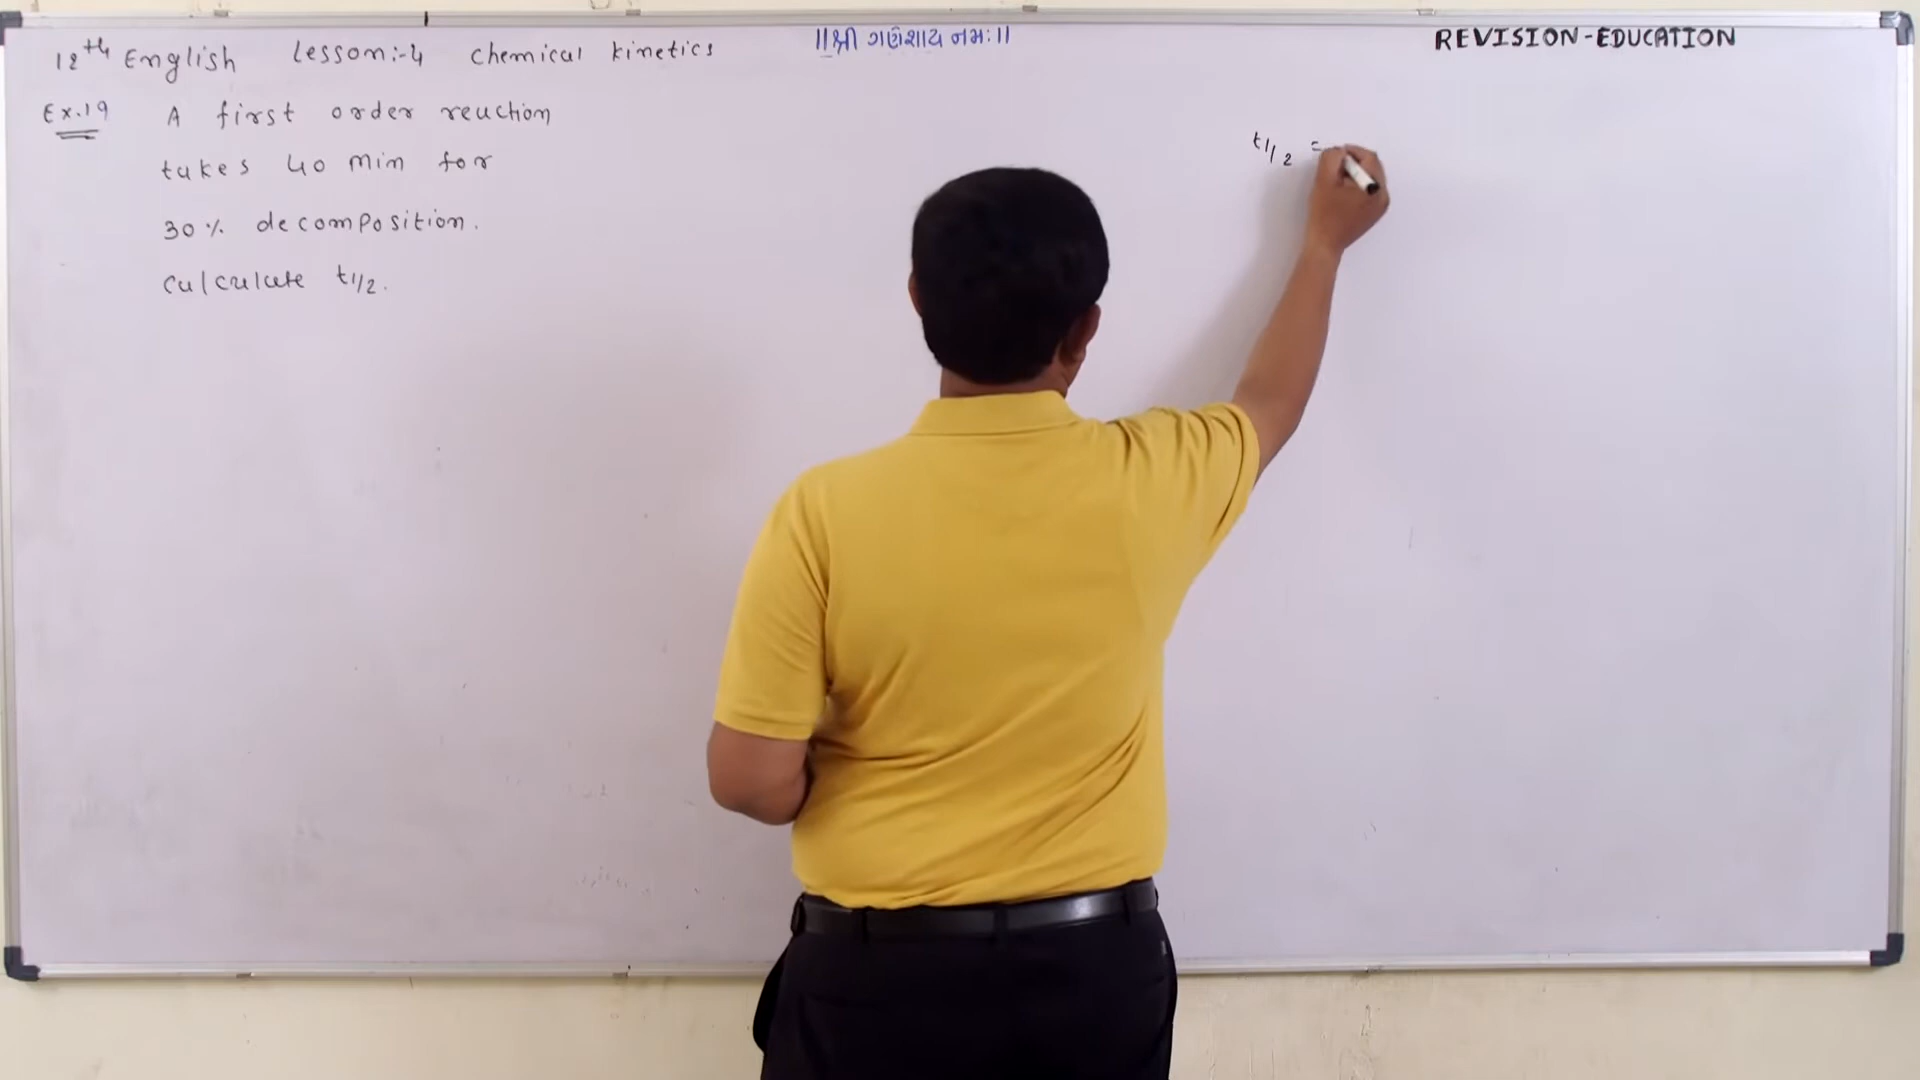 12th English Lesson:-4 chemical kinetics
||श्री ગણેશાય નમઃ||
REVISION-EDUCATION
Ex.19 A first order reaction
takes 40 min for
30% decomposition.
calculate t1/2.
t1/2 =